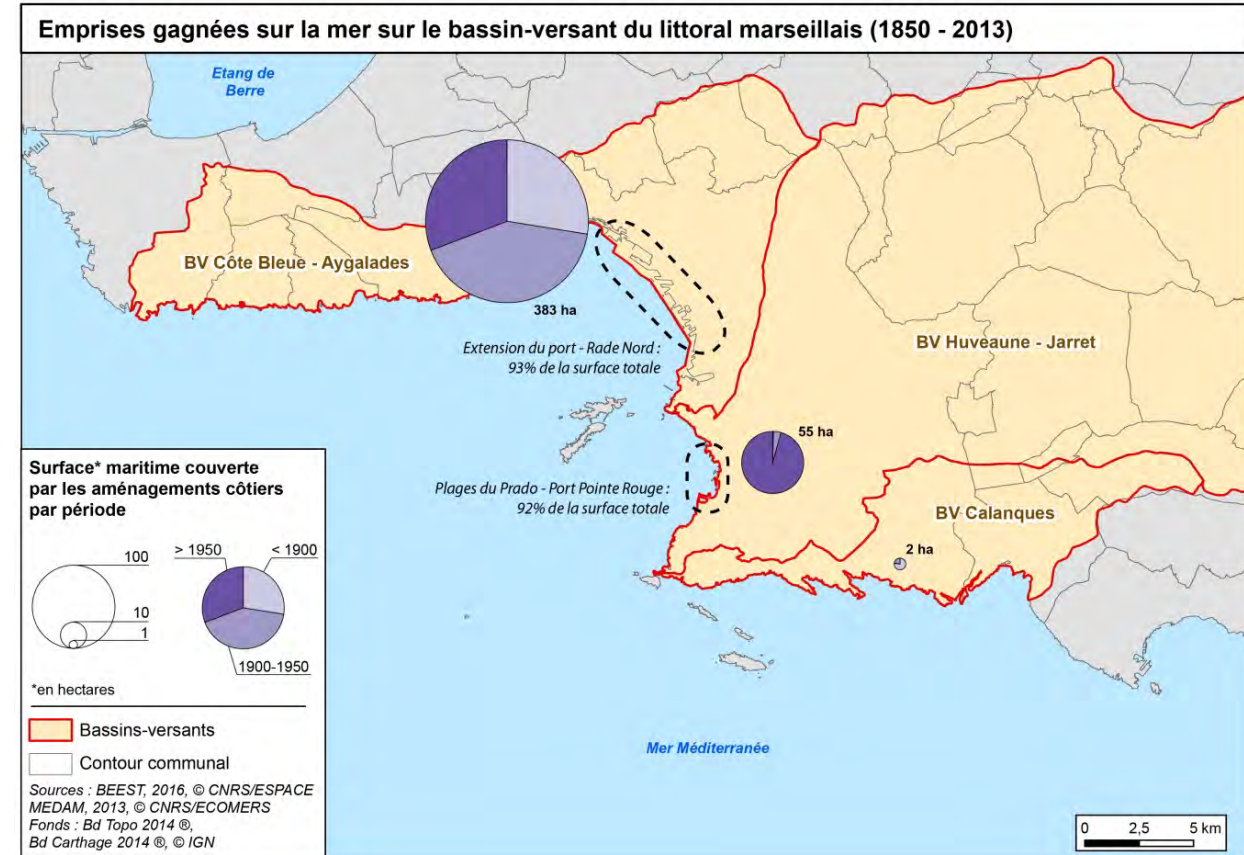 Emprises gagnées sur la mer sur le bassin-versant du littoral marseillais (1850 - 2013)
Etang de
Berre
BV Côte Bleue - Aygalades
383 ha
Extension du port - Rade Nord :
93% de la surface totale
BV Huveaune - Jarret
55 ha
Plages du Prado - Port Pointe Rouge :
92% de la surface totale
BV Calanques
2 ha
Mer Méditerranée
Surface* maritime couverte
par les aménagements côtiers
par période
100
10
1
> 1950
< 1900
1900-1950
*en hectares
Bassins-versants
Contour communal
Sources : BEEST, 2016, © CNRS/ESPACE
MEDAM, 2013, © CNRS/ECOMERS
Fonds : Bd Topo 2014 ®,
Bd Carthage 2014 ®, © IGN
0 2,5 5 km